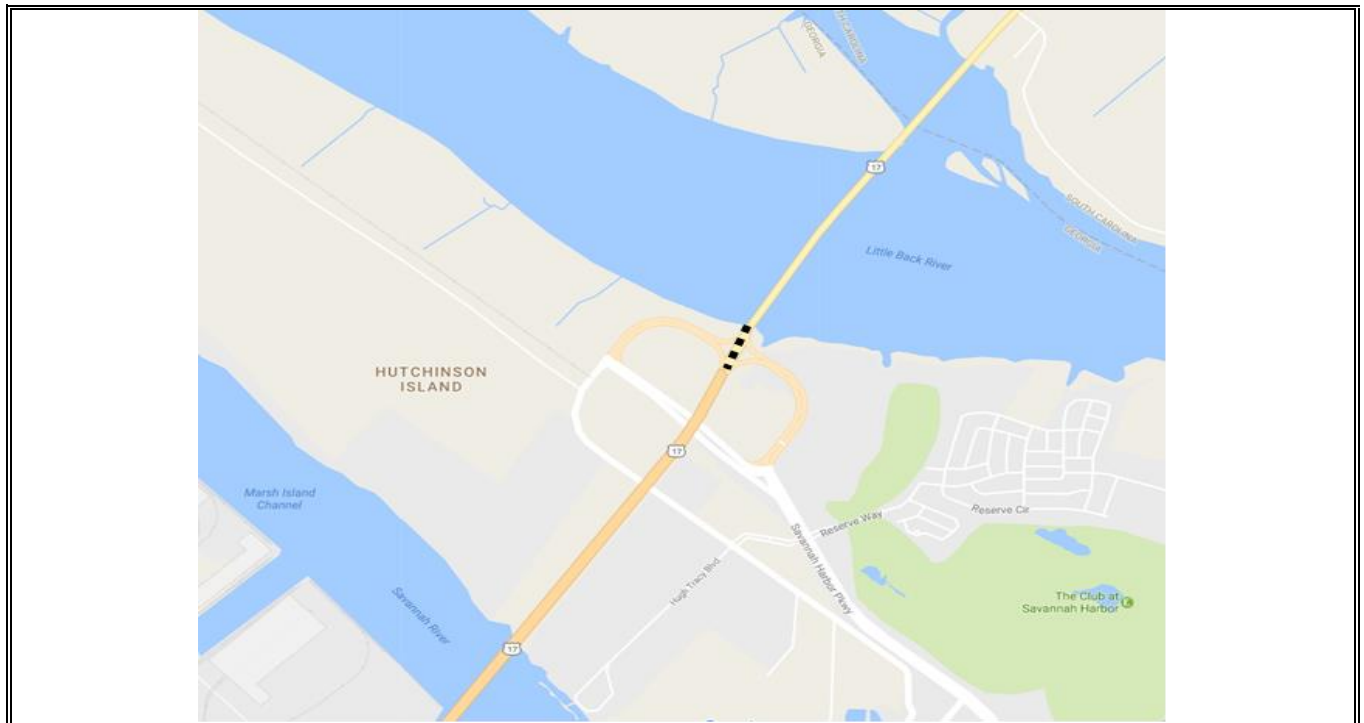 GEORGIA
SOUTH CAROLINA
17
Little Back River
SOUTH CAROLINA
GEORGIA
HUTCHINSON
ISLAND
17
Marsh Island
Channel
Reserve Way
Reserve Cir
Savannah Harbor Pkwy
Hugh Tracy Blvd
The Club at
Savannah Harbor
Savannah River
17